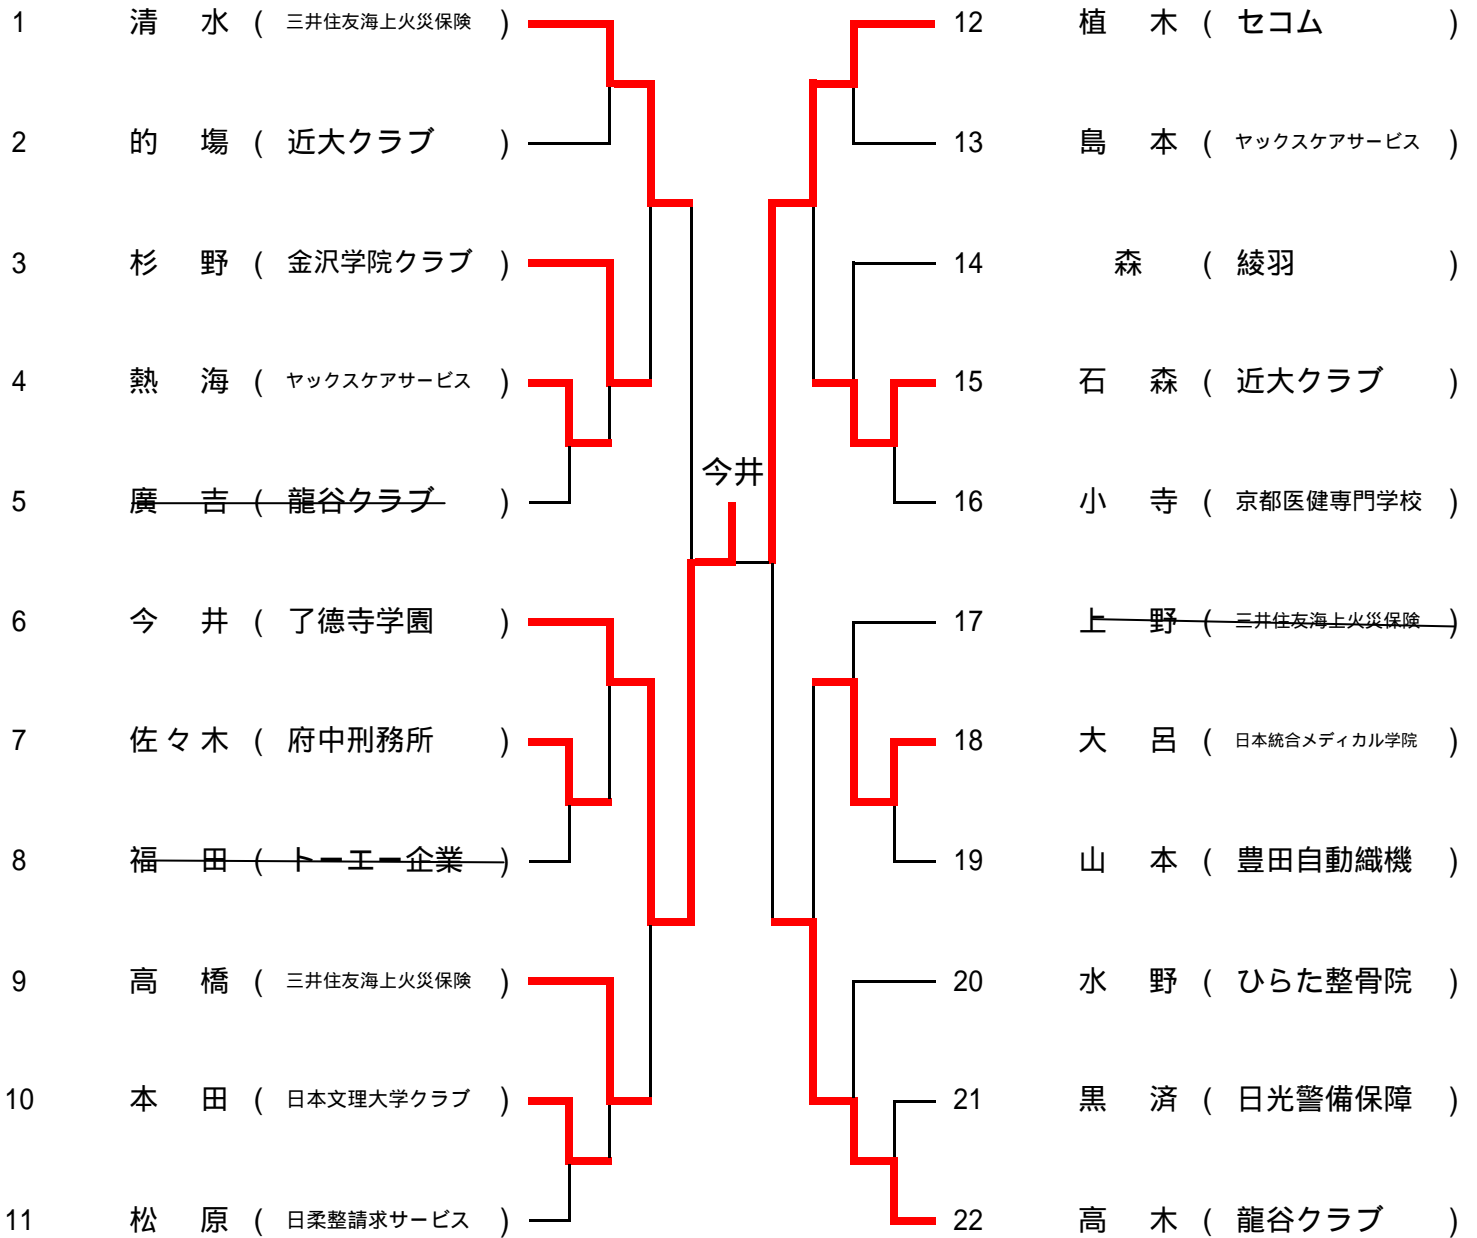 1 清水 ( 三井住友海上火災保険 )
2 的場 ( 近大クラブ )
3 杉野 ( 金沢学院クラブ )
4 熱海 ( ヤックスケアサービス )
5 廣吉 ( 龍谷クラブ )
6 今井 ( 了德寺学園 )
7 佐々木 ( 府中刑務所 )
8 福田 ( トーエー企業 )
9 高橋 ( 三井住友海上火災保険 )
10 本田 ( 日本文理大学クラブ )
11 松原 ( 日柔整請求サービス )
今井
12 植木 ( セコム )
13 島本 ( ヤックスケアサービス )
14 森 ( 綾羽 )
15 石森 ( 近大クラブ )
16 小寺 ( 京都医健専門学校 )
17 上野 ( 三井住友海上火災保険 )
18 大呂 ( 日本統合メディカル学院 )
19 山本 ( 豊田自動織機 )
20 水野 ( ひらた整骨院 )
21 黒済 ( 日光警備保障 )
22 高木 ( 龍谷クラブ )